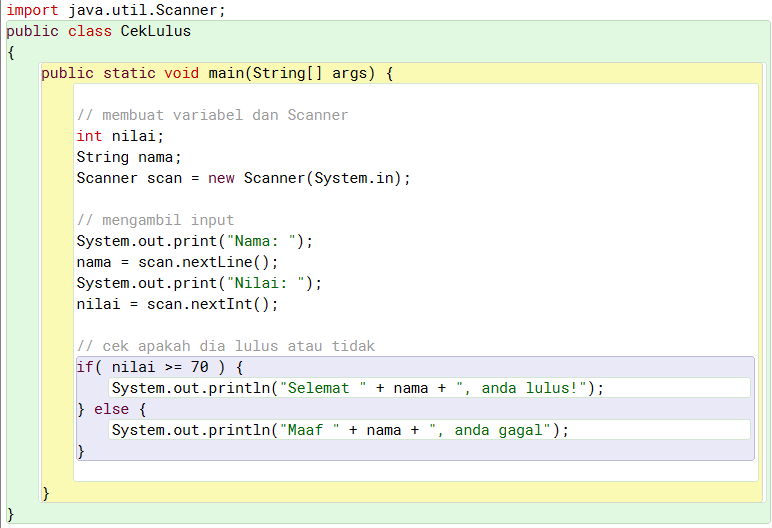 import java.util.Scanner;
public class CekLulus
{
public static void main(String[] args) {
// membuat variabel dan Scanner
int nilai;
String nama;
Scanner scan = new Scanner(System.in);
// mengambil input
System.out.print("Nama: ");
nama = scan.nextLine();
System.out.print("Nilai: ");
nilai = scan.nextInt();
// cek apakah dia lulus atau tidak
if( nilai >= 70 ) {
System.out.println("Selemat " + nama + ", anda lulus!");
} else {
System.out.println("Maaf " + nama + ", anda gagal");
}
}
}